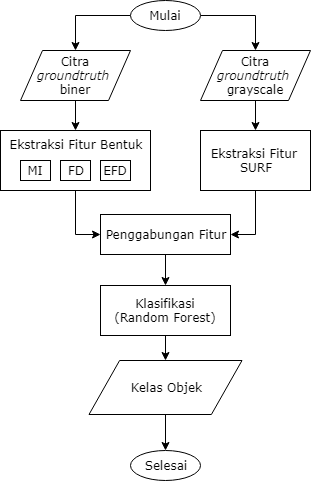 Mulai
Citra
groundtruth
biner
Citra
groundtruth
grayscale
Ekstraksi Fitur Bentuk
MI FD EFD
Ekstraksi Fitur
SURF
Penggabungan Fitur
Klasifikasi
(Random Forest)
Kelas Objek
Selesai